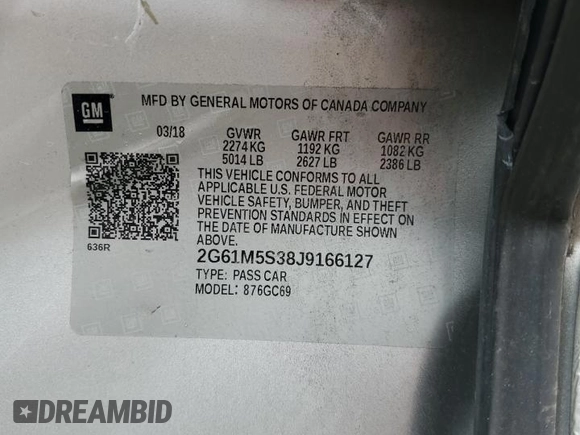 GM
MFD BY GENERAL MOTORS OF CANADA COMPANY
03/18 GVWR GAWR FRT GAWR RR
2274 KG 1192 KG 1082 KG
5014 LB 2627 LB 2386 LB
THIS VEHICLE CONFORMS TO ALL
APPLICABLE U.S. FEDERAL MOTOR
VEHICLE SAFETY, BUMPER, AND THEFT
PREVENTION STANDARDS IN EFFECT ON
THE DATE OF MANUFACTURE SHOWN
ABOVE.
636R
2G61M5S38J9166127
TYPE: PASS CAR
MODEL: 876GC69
DREAMBID